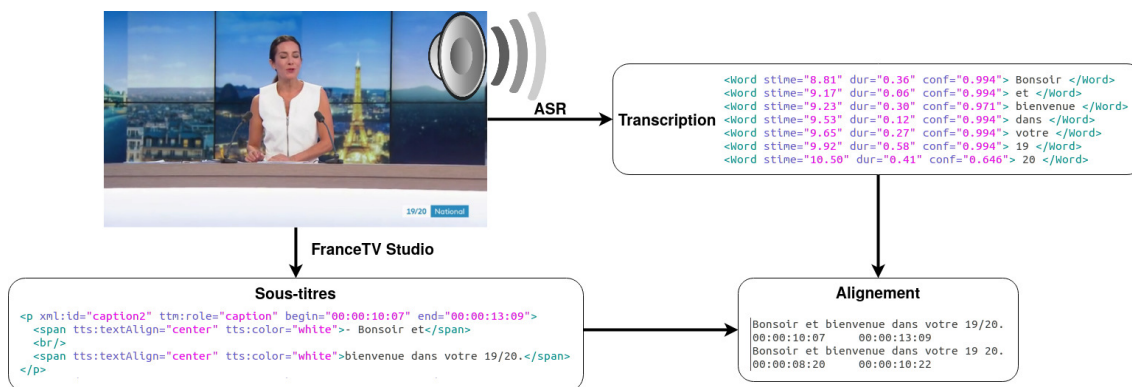 19/20 National
ASR
Transcription
<Word stime="8.81" dur="0.36" conf="0.994"> Bonsoir </Word>
<Word stime="9.17" dur="0.06" conf="0.994"> et </Word>
<Word stime="9.23" dur="0.30" conf="0.971"> bienvenue </Word>
<Word stime="9.53" dur="0.12" conf="0.994"> dans </Word>
<Word stime="9.65" dur="0.27" conf="0.994"> votre </Word>
<Word stime="9.92" dur="0.58" conf="0.994"> 19 </Word>
<Word stime="10.50" dur="0.41" conf="0.646"> 20 </Word>
FranceTV Studio
Sous-titres
<p xml:id="caption2" ttm:role="caption" begin="00:00:10:07" end="00:00:13:09">
<span tts:textAlign="center" tts:color="white">- Bonsoir et</span>
<br/>
<span tts:textAlign="center" tts:color="white">bienvenue dans votre 19/20.</span>
</p>
Alignement
Bonsoir et bienvenue dans votre 19/20.
00:00:10:07 00:00:13:09
Bonsoir et bienvenue dans votre 19 20.
00:00:08:20 00:00:10:22